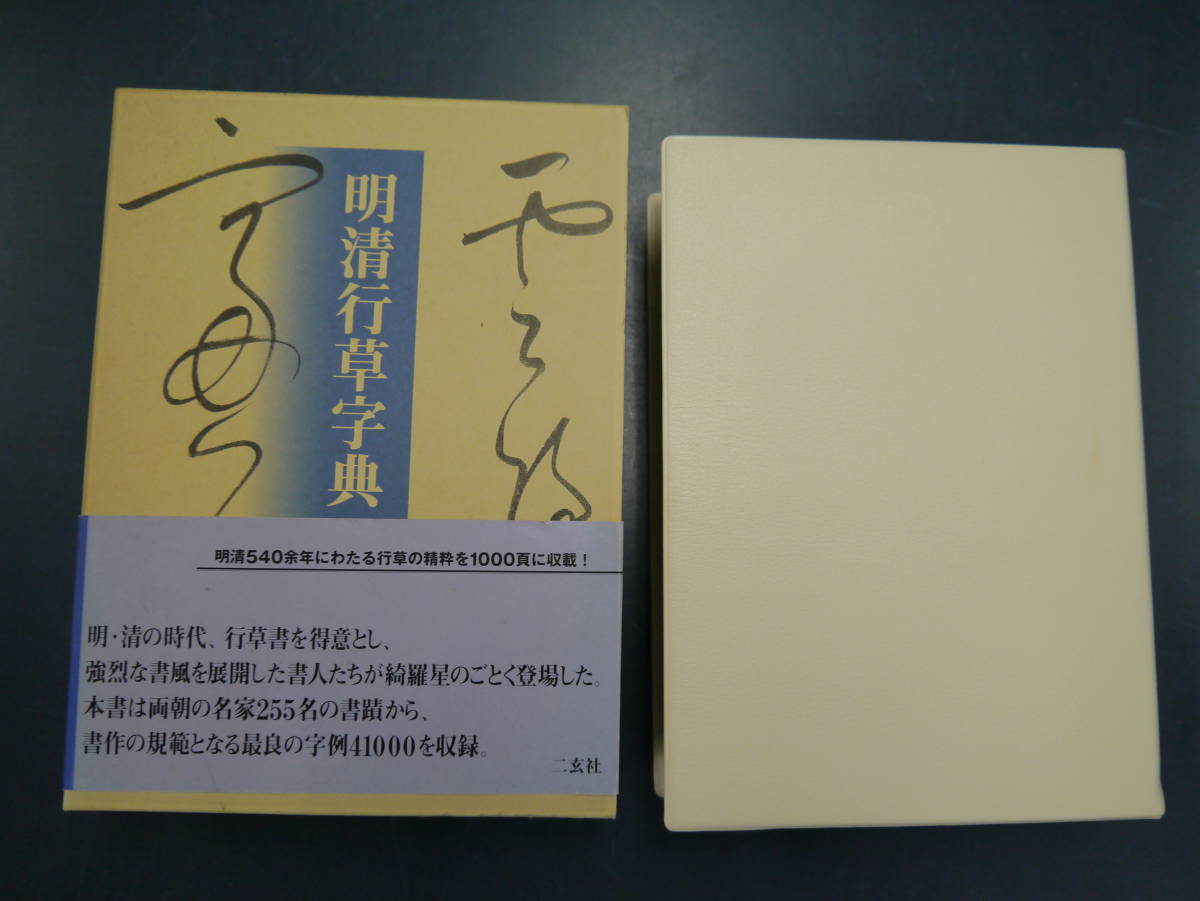 明清行草字典
明清540余年にわたる行草の精粋を1000頁に収載！
明・清の時代、行草書を得意とし、
強烈な書風を展開した書人たちが綺羅星のごとく登場した。
本書は両朝の名家255名の書蹟から、
書作の規範となる最良の字例41000を収録。
二玄社